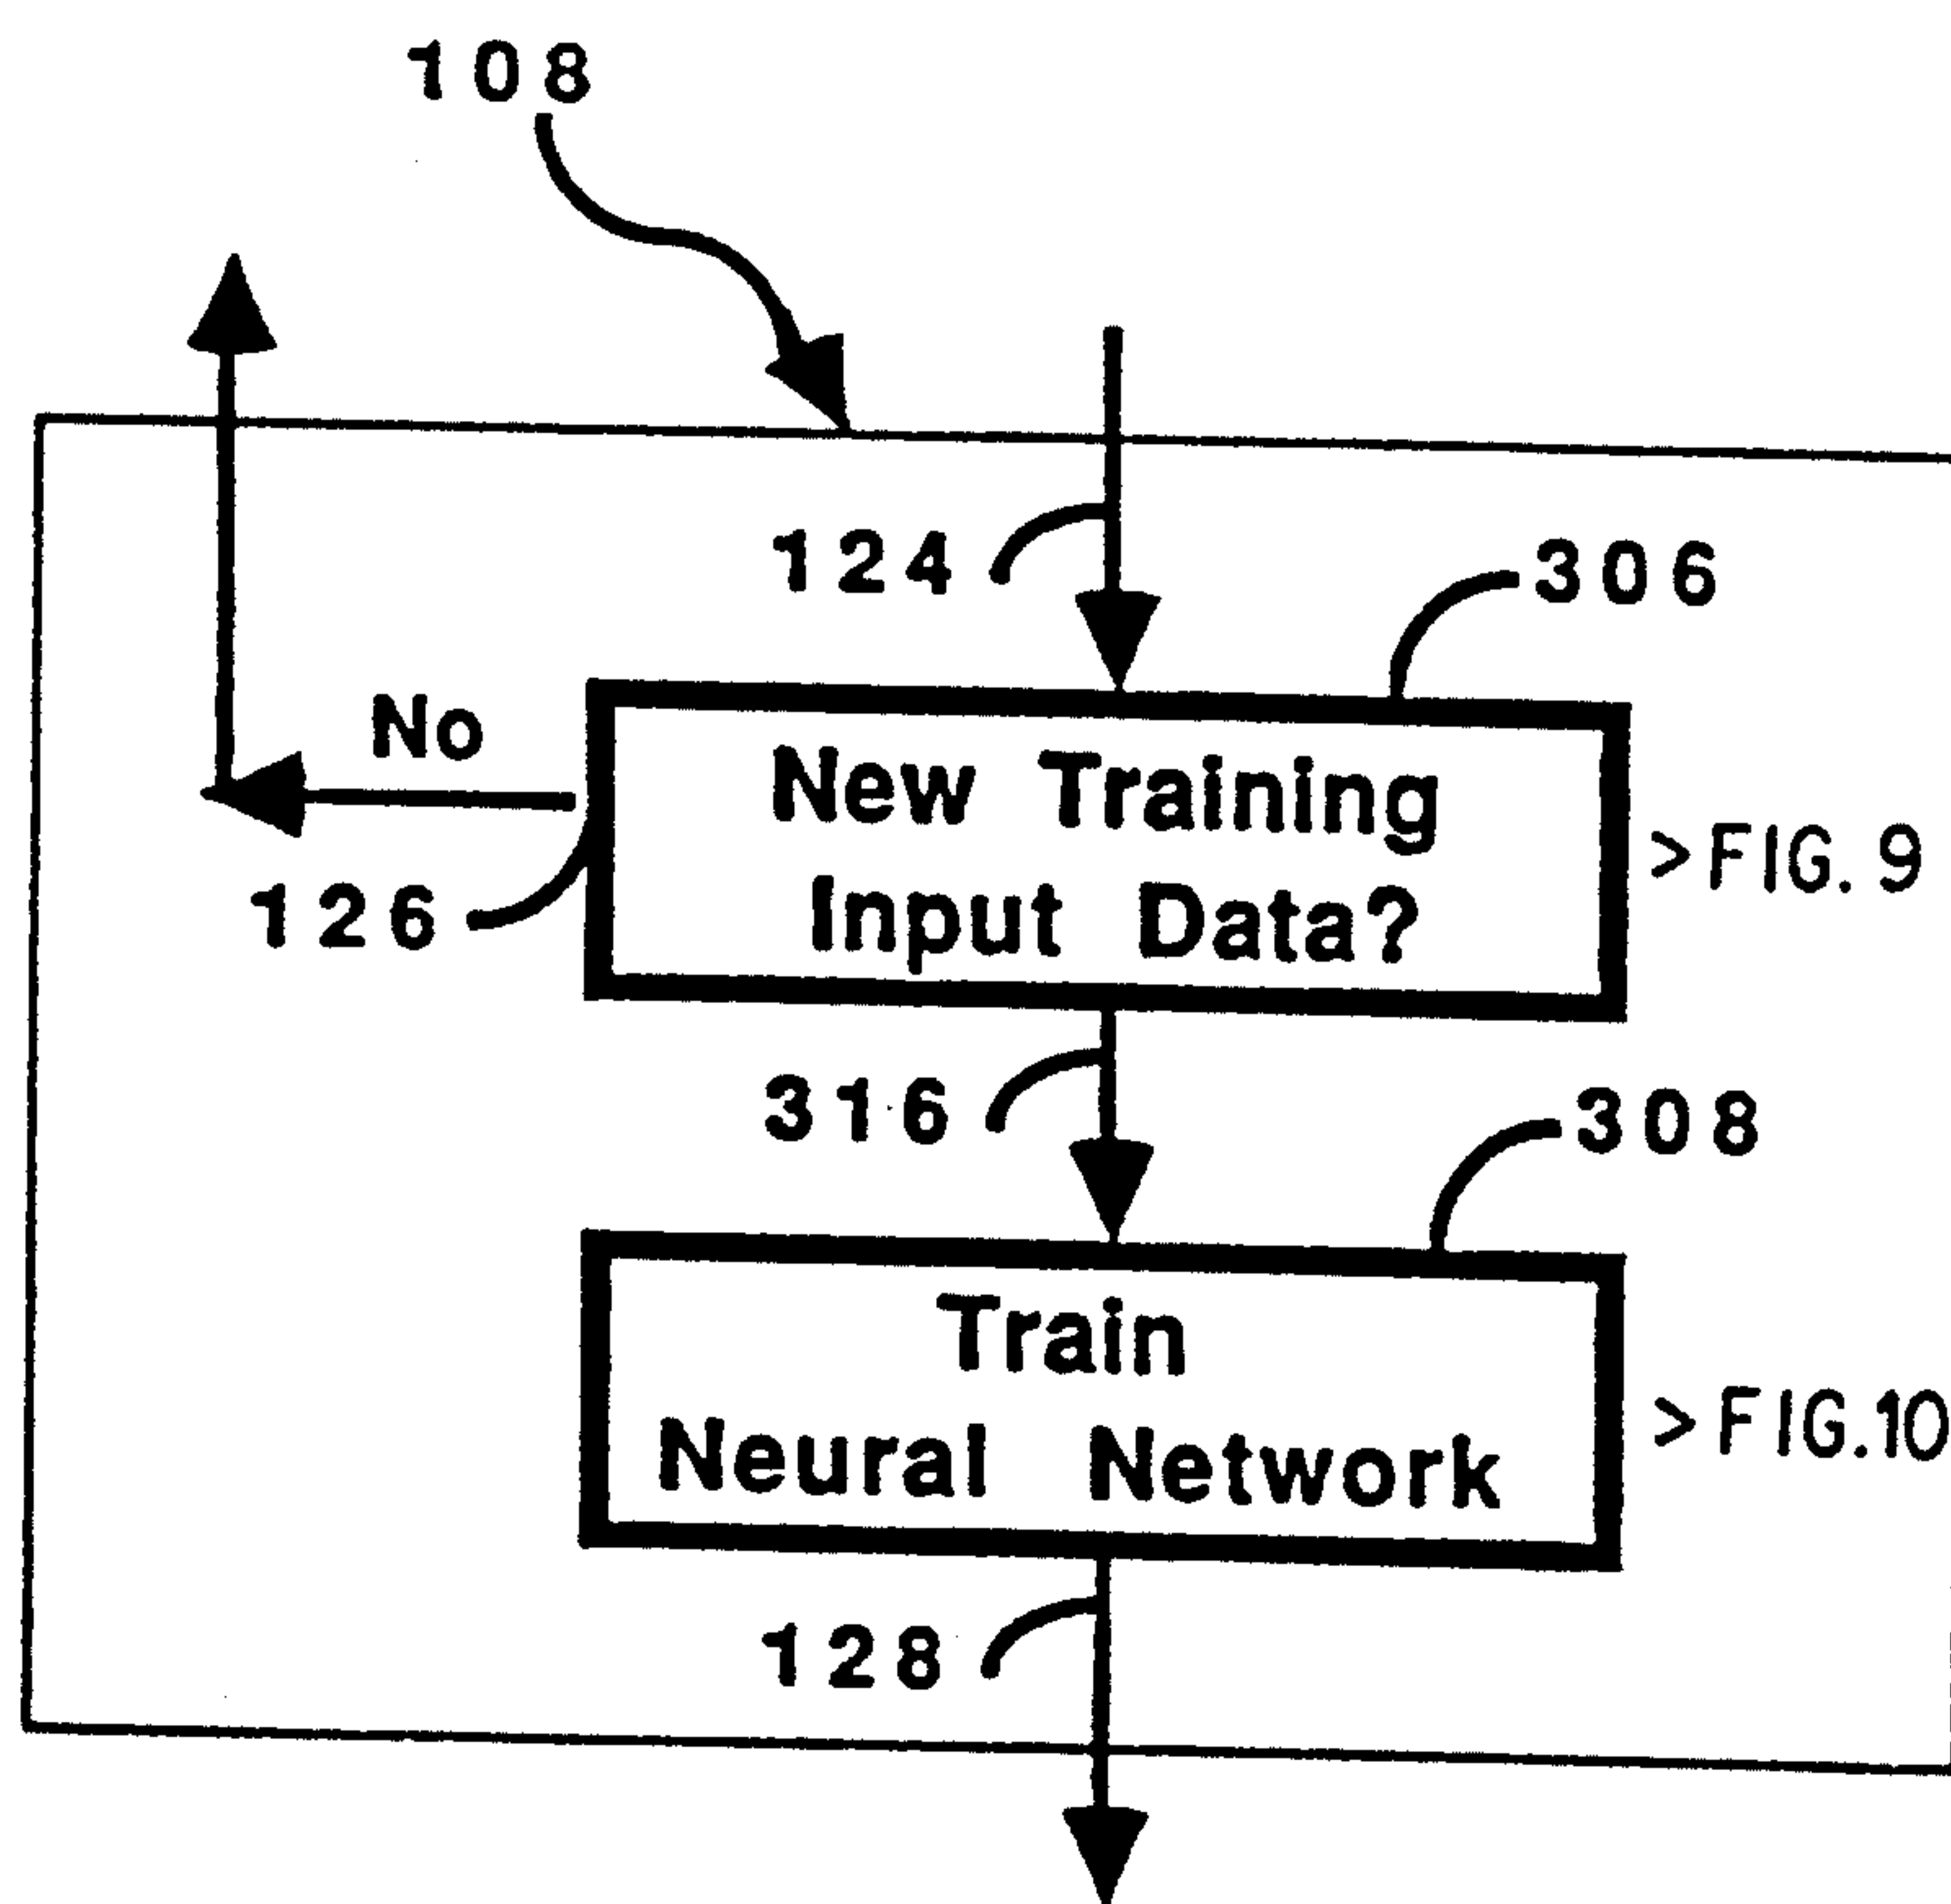 108
124
306
No
New Training
Input Data?
>FIG. 9
126
316
308
Train
Neural Network
>FIG.10
128